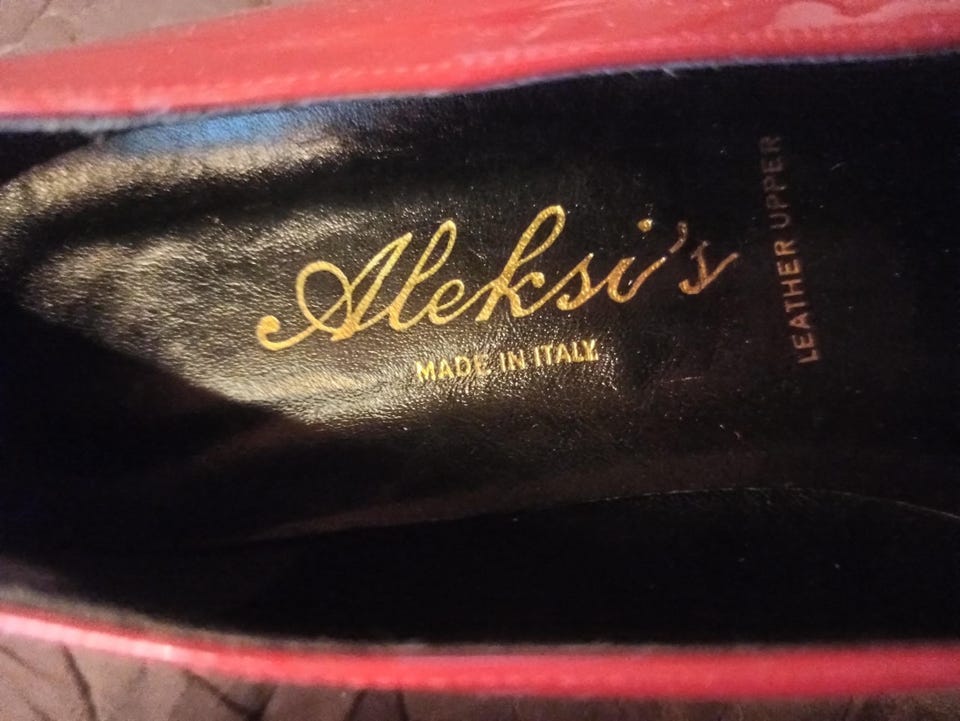 Aleksi's
MADE IN ITALY
LEATHER UPPER